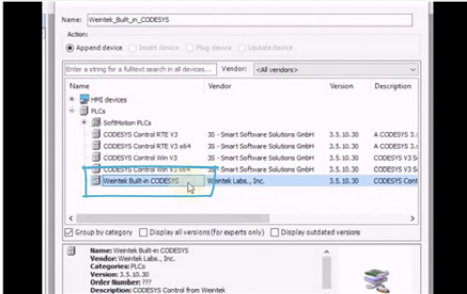 Name: Weintek_Built_in_CODESYS
Action:
Append device Insert device Plug device Update device
Enter a string for a fulltext search in all devices... Vendor: <All vendors>
Name Vendor Version Description
HMI devices
PLCs
SoftMotion PLCs
CODESYS Control RTE V3 3S - Smart Software Solutions GmbH 3.5.10.30 A CODESYS 3.
CODESYS Control RTE V3 x64 3S - Smart Software Solutions GmbH 3.5.10.30 A CODESYS 3.
CODESYS Control Win V3 3S - Smart Software Solutions GmbH 3.5.10.30 CODESYS V3 S
CODESYS Control Win V3 x64 3S - Smart Software Solutions GmbH 3.5.10.30 CODESYS V3 S
Weintek Built-in CODESYS Weintek Labs., Inc. 3.5.10.30 CODESYS Cont
Group by category Display all versions (for experts only) Display outdated versions
Name: Weintek Built-in CODESYS
Vendor: Weintek Labs., Inc.
Categories: PLCs
Version: 3.5.10.30
Order Number: ???
Description: CODESYS Control from Weintek